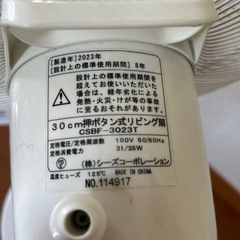 [製造年] 2023年
[設計上の標準使用期間] 8年
設計上の標準使用期間を超えて使用
されますと、経年劣化による
発火・けが等の事故に
至るおそれがあります。
30cm押ボタン式リビング扇
CSBF-3023T
定格電圧/定格周波数 100V 50/60Hz
定格消費電力 31/35W
(株)シーズコーポレーション
温度ヒューズ 125℃ MADE IN CHINA
NO.114917